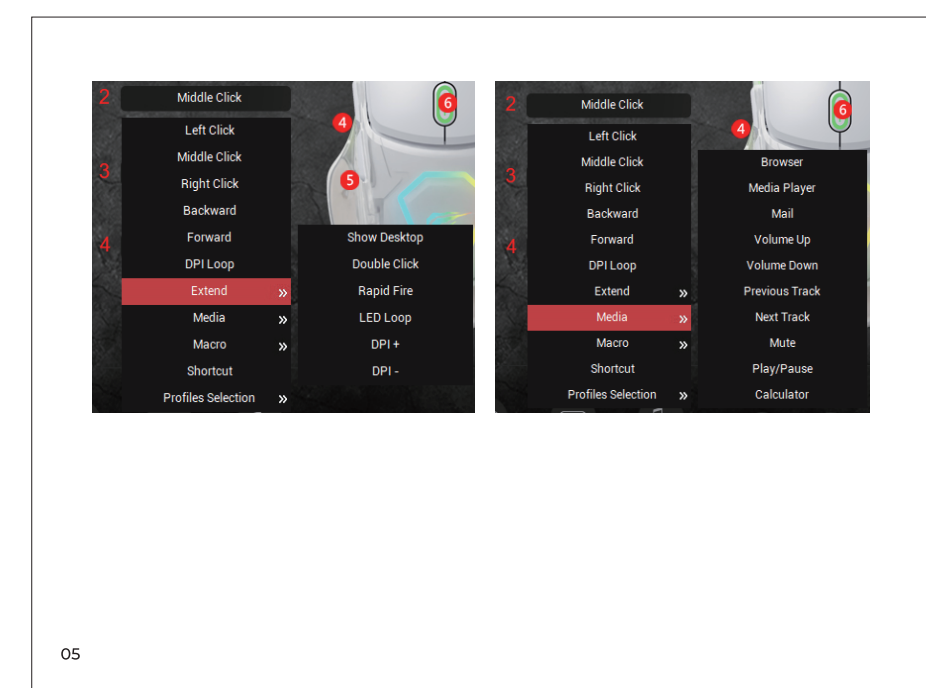 2 Middle Click
Left Click
Middle Click
3
Right Click
Backward
4 Forward
DPI Loop
Extend »
Media »
Macro »
Shortcut
Profiles Selection »
4
5
6
Show Desktop
Double Click
Rapid Fire
LED Loop
DPI +
DPI -
2 Middle Click
Left Click
Middle Click
3
Right Click
Backward
4 Forward
DPI Loop
Extend »
Media »
Macro »
Shortcut
Profiles Selection »
4
6
Browser
Media Player
Mail
Volume Up
Volume Down
Previous Track
Next Track
Mute
Play/Pause
Calculator
05